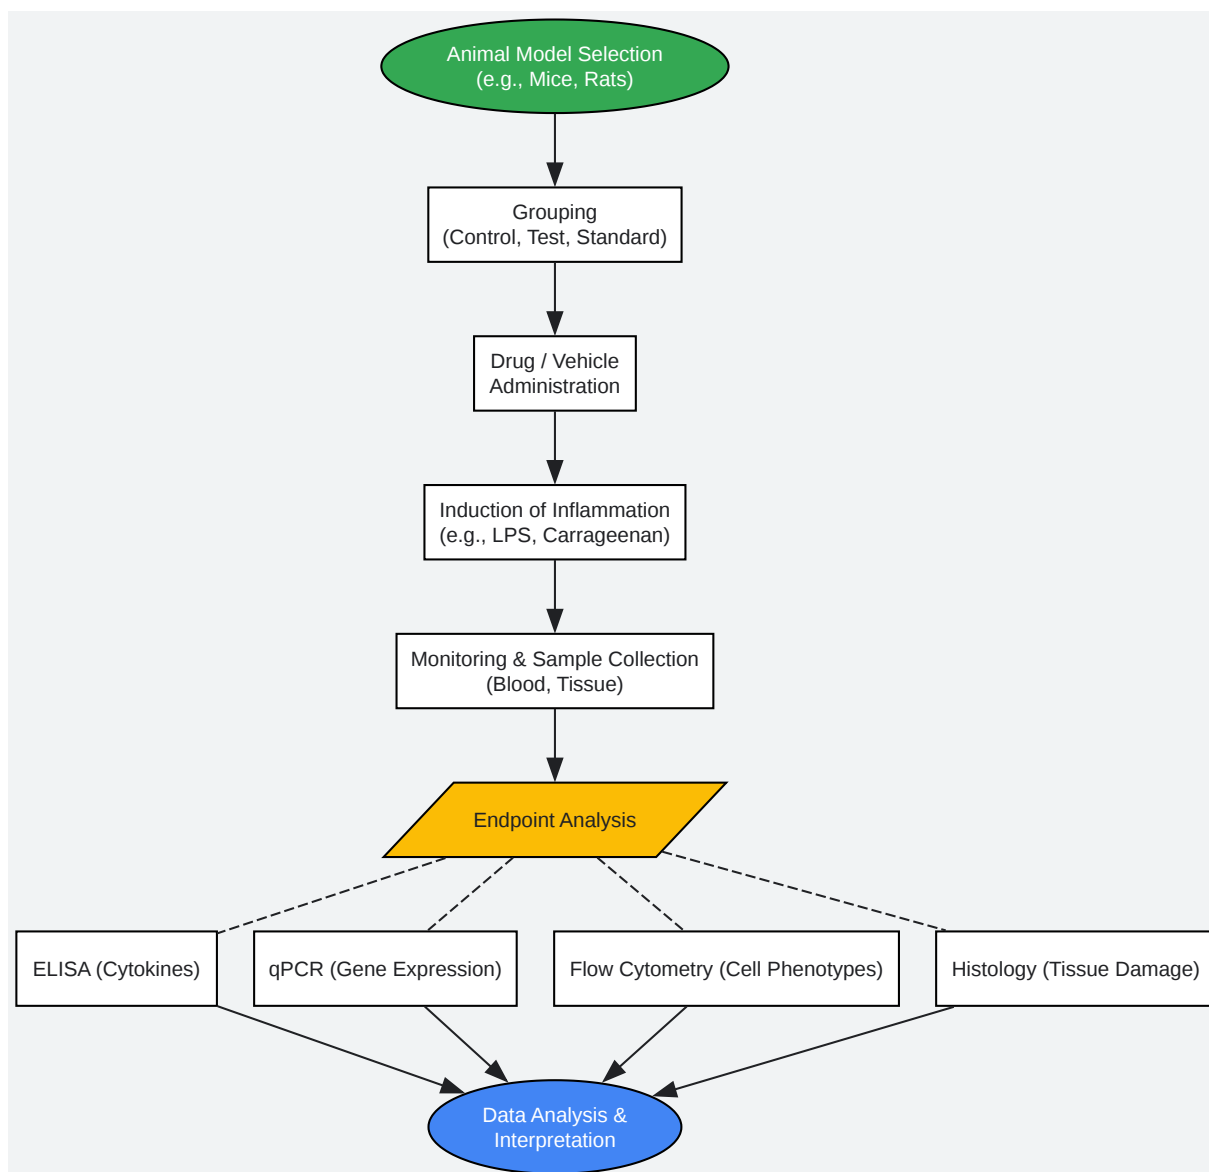 Animal Model Selection
(e.g., Mice, Rats)
Grouping
(Control, Test, Standard)
Drug / Vehicle
Administration
Induction of Inflammation
(e.g., LPS, Carrageenan)
Monitoring & Sample Collection
(Blood, Tissue)
Endpoint Analysis
ELISA (Cytokines)
qPCR (Gene Expression)
Flow Cytometry (Cell Phenotypes)
Histology (Tissue Damage)
Data Analysis &
Interpretation